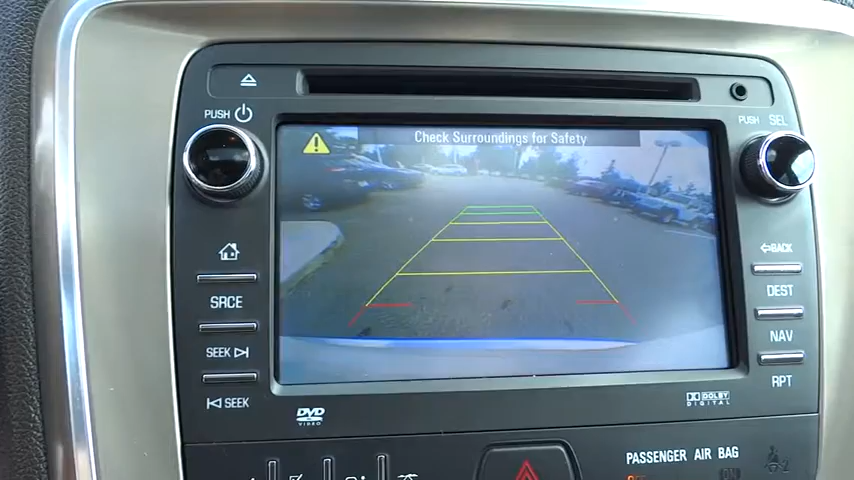 PUSH
Check Surroundings for Safety
PUSH SEL
SRCE
SEEK
SEEK
BACK
DEST
NAV
RPT
DVD
VIDEO
DOLBY
DIGITAL
PASSENGER AIR BAG
ON